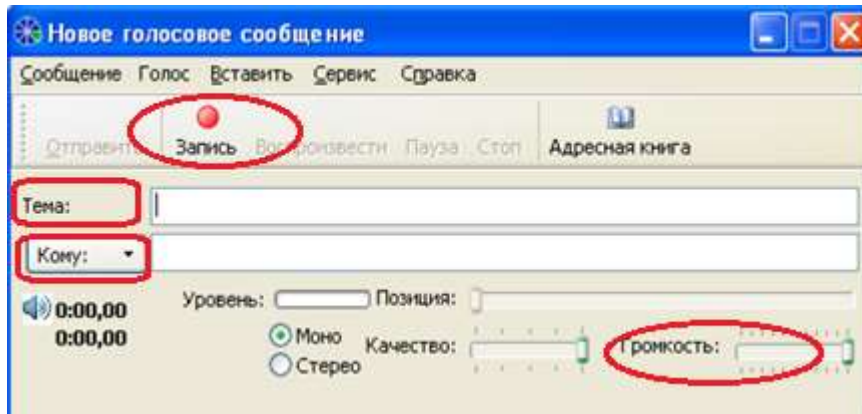 Новое голосовое сообщение
Сообщение Голос Вставить Сервис Справка
Отправить Запись Воспроизвести Пауза Стоп Адресная книга
Тема:
Кому:
Уровень: Позиция:
0:00,00
0:00,00 Моно Качество: Громкость:
Стерео